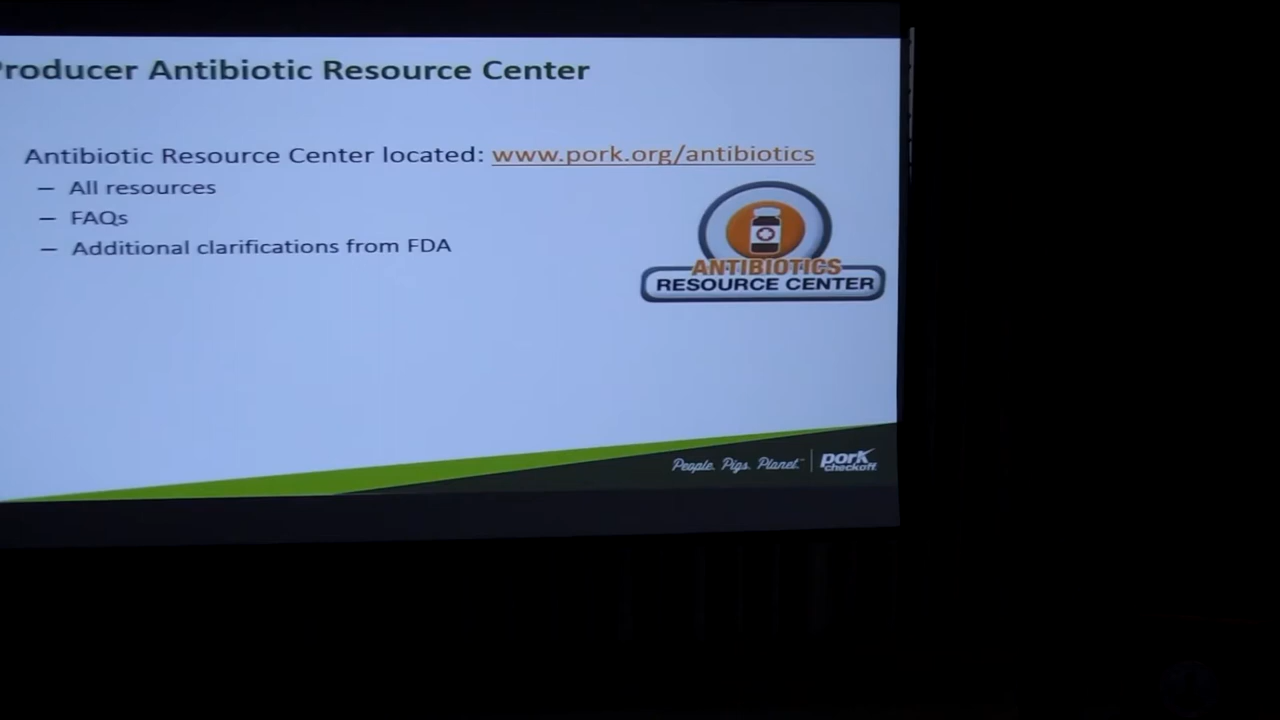 Producer Antibiotic Resource Center
Antibiotic Resource Center located: www.pork.org/antibiotics
– All resources
– FAQs
– Additional clarifications from FDA
ANTIBIOTICS
RESOURCE CENTER
People. Pigs. Planet.™ | pork checkoff